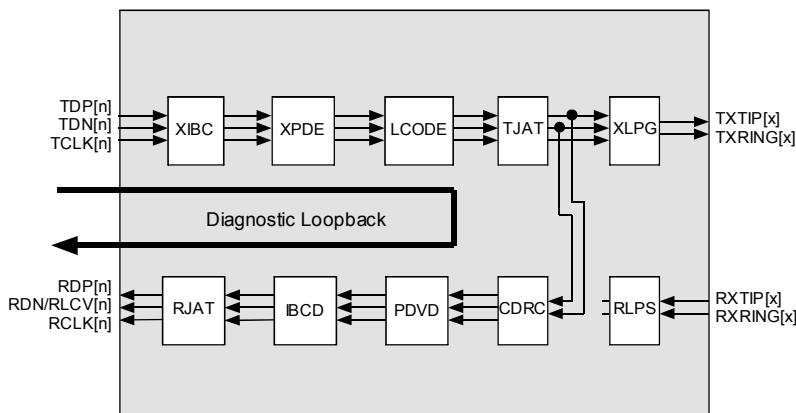 TDP[n]
TDN[n]
TCLK[n]
XIBC
XPDE
LCODE
TJAT
XLPG
TXTIP[x]
TXRING[x]
Diagnostic Loopback
RDP[n]
RDN/RLCV[n]
RCLK[n]
RJAT
IBCD
PDVD
CDRC
RLPS
RXTIP[x]
RXRING[x]